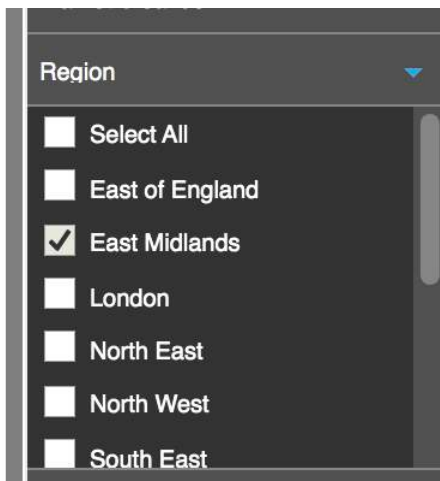 Region
Select All
East of England
East Midlands
London
North East
North West
South East